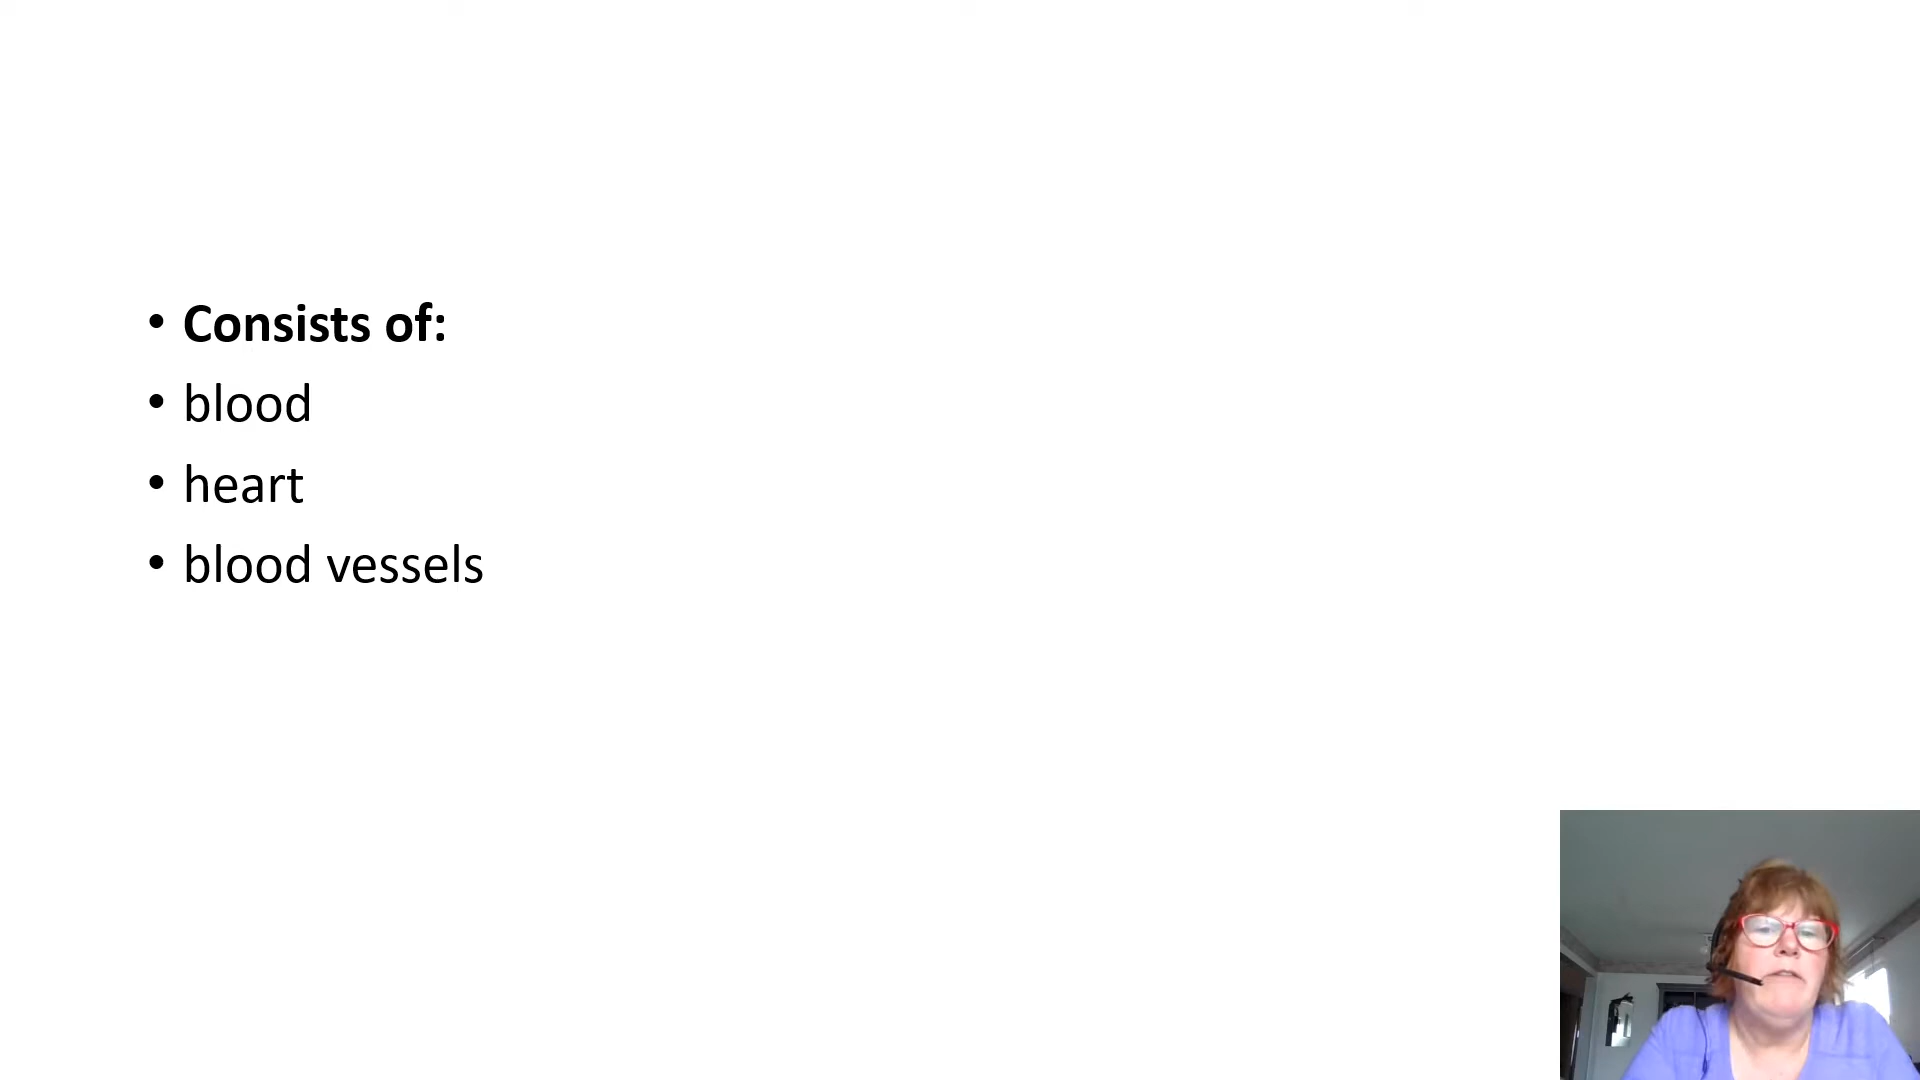 • Consists of:
• blood
• heart
• blood vessels